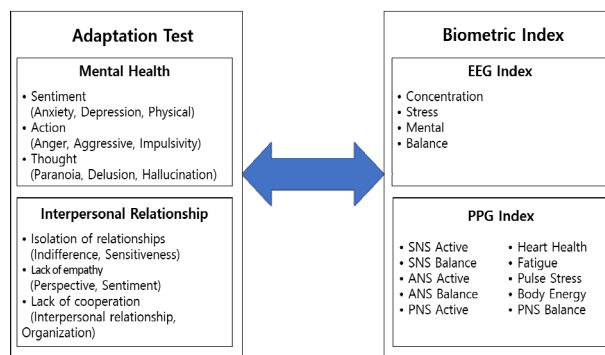 Adaptation Test
Mental Health
• Sentiment
(Anxiety, Depression, Physical)
• Action
(Anger, Aggressive, Impulsivity)
• Thought
(Paranoia, Delusion, Hallucination)
Interpersonal Relationship
• Isolation of relationships
(Indifference, Sensitiveness)
• Lack of empathy
(Perspective, Sentiment)
• Lack of cooperation
(Interpersonal relationship,
Organization)
Biometric Index
EEG Index
• Concentration
• Stress
• Mental
• Balance
PPG Index
• SNS Active
• SNS Balance
• ANS Active
• ANS Balance
• PNS Active
• Heart Health
• Fatigue
• Pulse Stress
• Body Energy
• PNS Balance